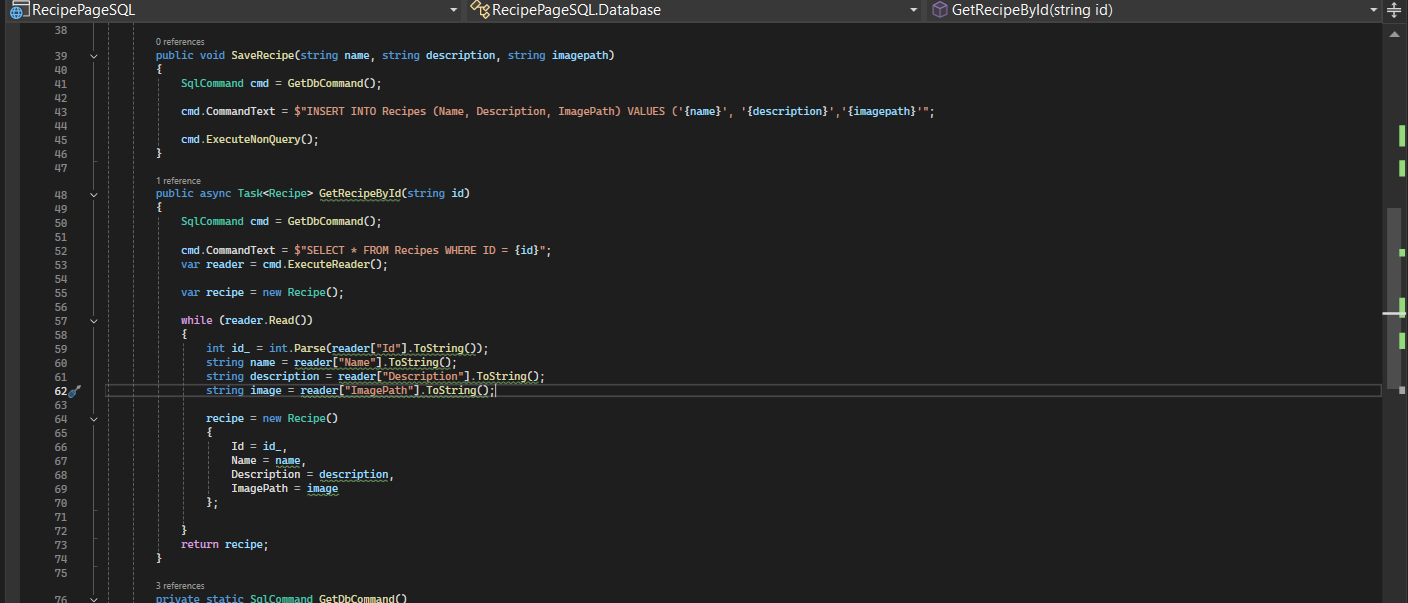 RecipePageSQL RecipePageSQL.Database GetRecipeById(string id)
38
0 references
39 public void SaveRecipe(string name, string description, string imagepath)
40 {
41 SqlCommand cmd = GetDbCommand();
42
43 cmd.CommandText = $"INSERT INTO Recipes (Name, Description, ImagePath) VALUES ('{name}', '{description}','{imagepath}'";
44
45 cmd.ExecuteNonQuery();
46 }
47
1 reference
48 public async Task<Recipe> GetRecipeById(string id)
49 {
50 SqlCommand cmd = GetDbCommand();
51
52 cmd.CommandText = $"SELECT * FROM Recipes WHERE ID = {id}";
53 var reader = cmd.ExecuteReader();
54
55 var recipe = new Recipe();
56
57 while (reader.Read())
58 {
59 int id_ = int.Parse(reader["Id"].ToString());
60 string name = reader["Name"].ToString();
61 string description = reader["Description"].ToString();
62 string image = reader["ImagePath"].ToString();
63
64 recipe = new Recipe()
65 {
66 Id = id_,
67 Name = name,
68 Description = description,
69 ImagePath = image
70 };
71
72 }
73 return recipe;
74 }
75
3 references
76 private static SqlCommand GetDbCommand()